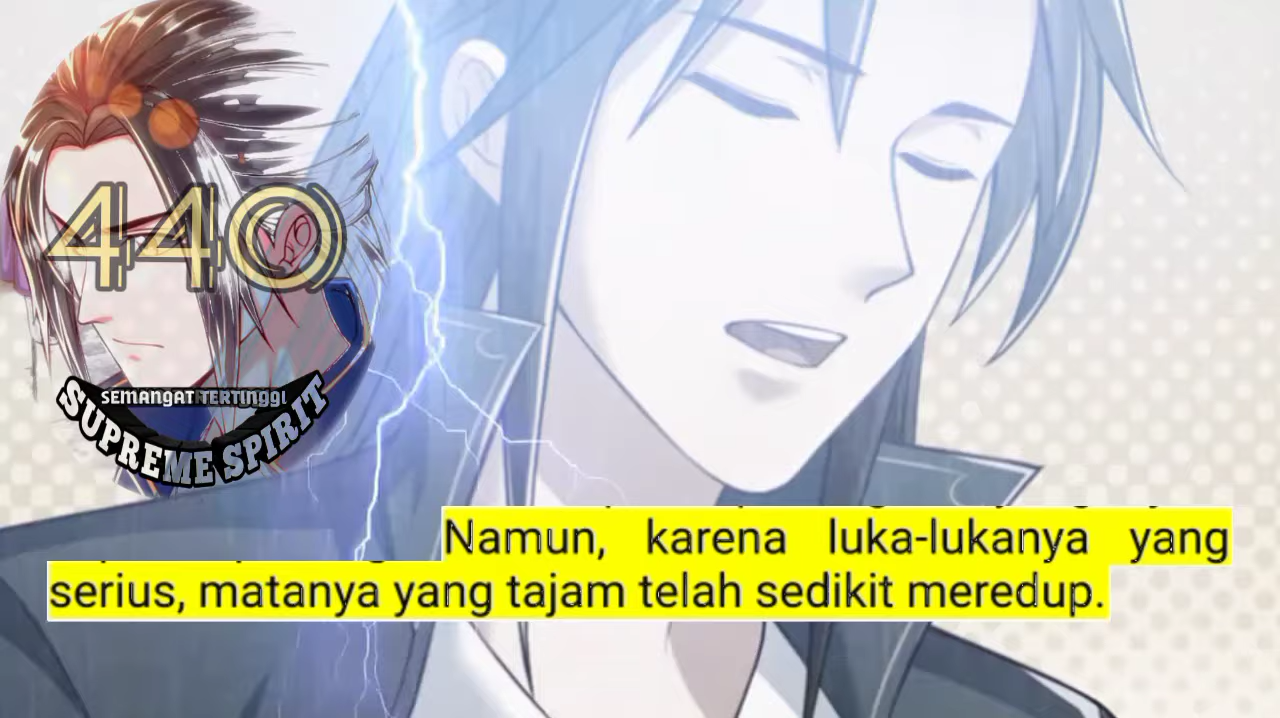 440
SEMANGAT TERTINGGI
SUPREME SPIRIT
Namun, karena luka-lukanya yang
serius, matanya yang tajam telah sedikit meredup.